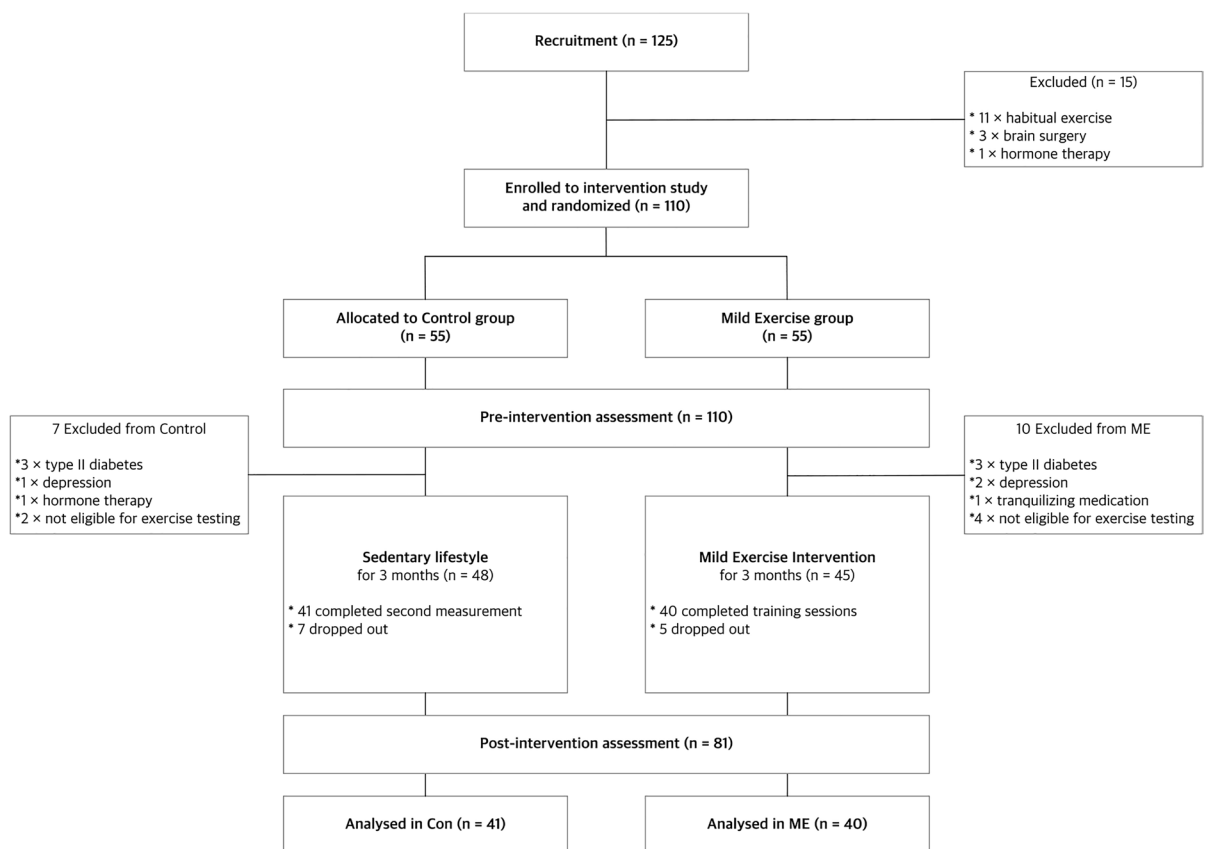 Recruitment (n = 125)
Excluded (n = 15)
* 11 × habitual exercise
* 3 × brain surgery
* 1 × hormone therapy
Enrolled to intervention study
and randomized (n = 110)
Allocated to Control group
(n = 55)
Mild Exercise group
(n = 55)
Pre-intervention assessment (n = 110)
7 Excluded from Control
*3 × type II diabetes
*1 × depression
*1 × hormone therapy
*2 × not eligible for exercise testing
10 Excluded from ME
*3 × type II diabetes
*2 × depression
*1 × tranquilizing medication
*4 × not eligible for exercise testing
Sedentary lifestyle
for 3 months (n = 48)
* 41 completed second measurement
* 7 dropped out
Mild Exercise Intervention
for 3 months (n = 45)
* 40 completed training sessions
* 5 dropped out
Post-intervention assessment (n = 81)
Analysed in Con (n = 41)
Analysed in ME (n = 40)